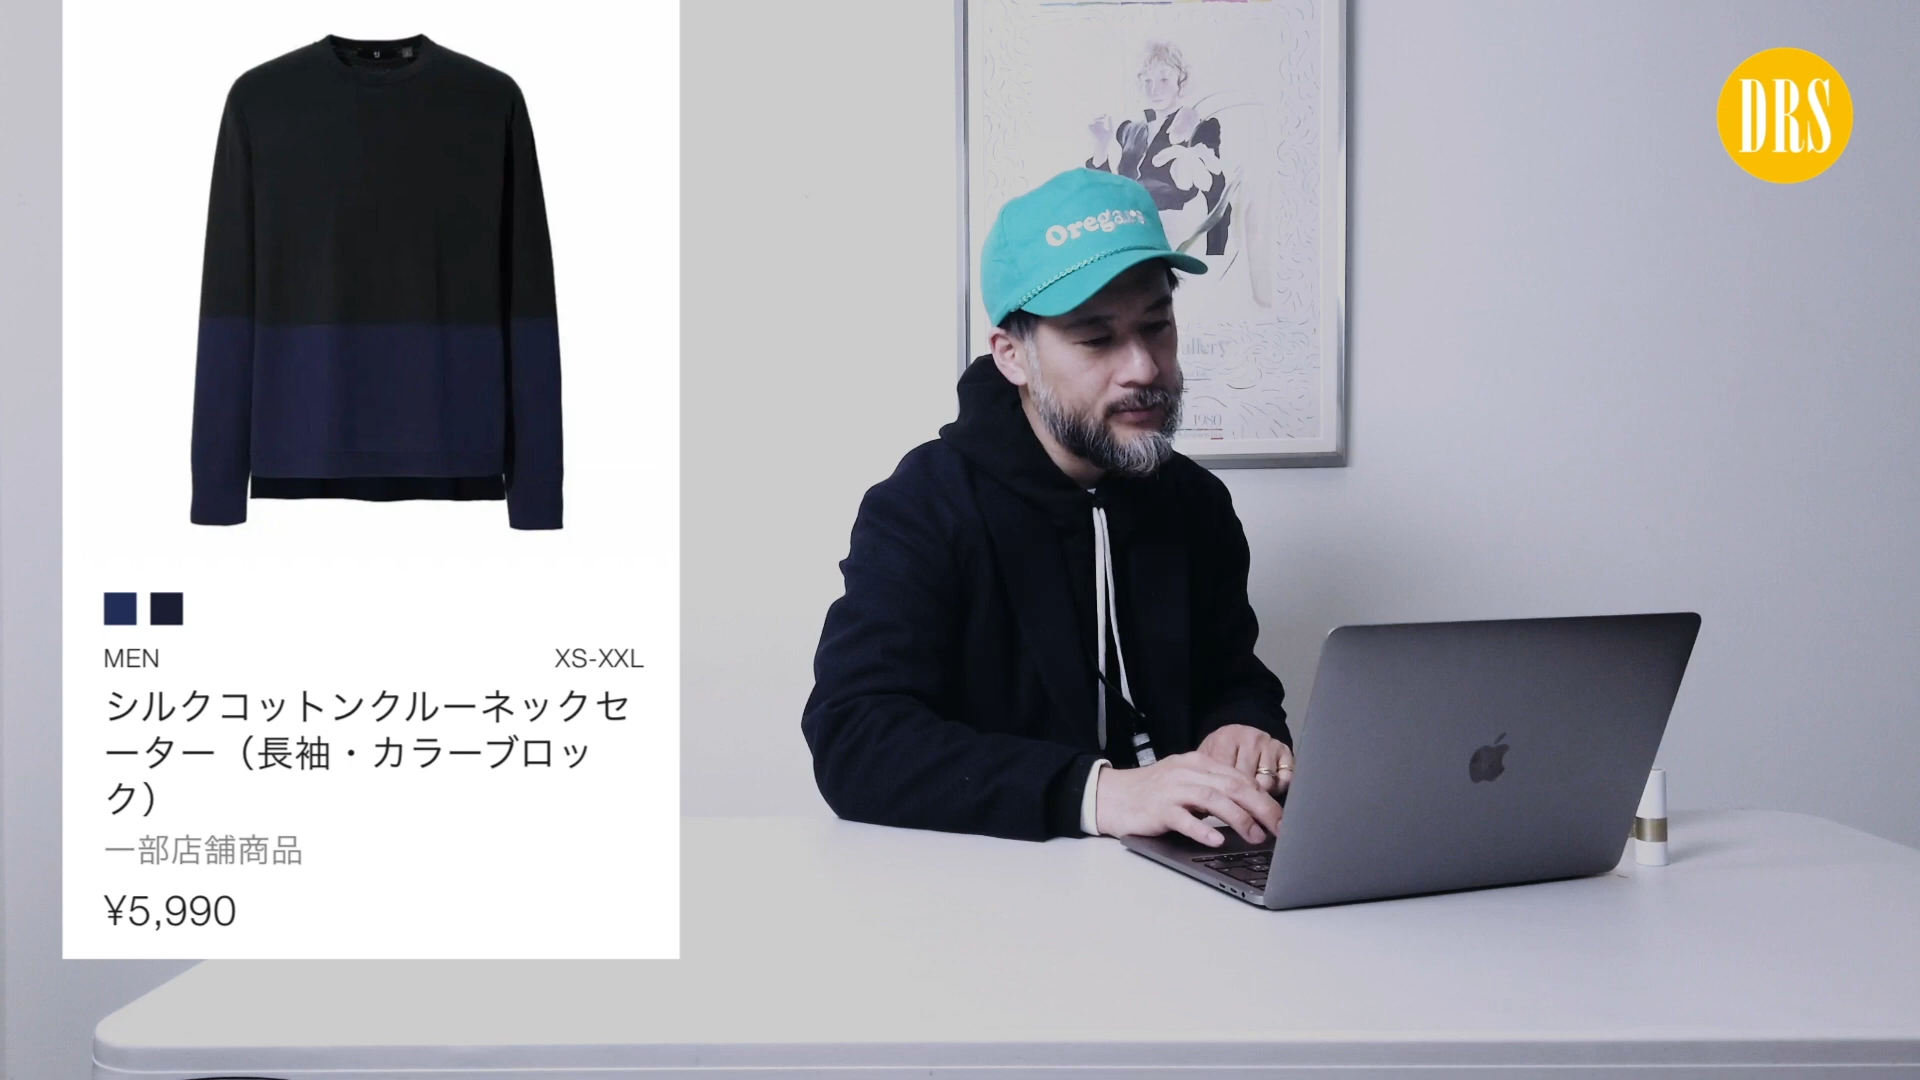 MEN XS-XXL
シルクコットンクルーネックセ
ーター（長袖・カラーブロッ
ク）
一部店舗商品
¥5,990
DRS
allery
1980